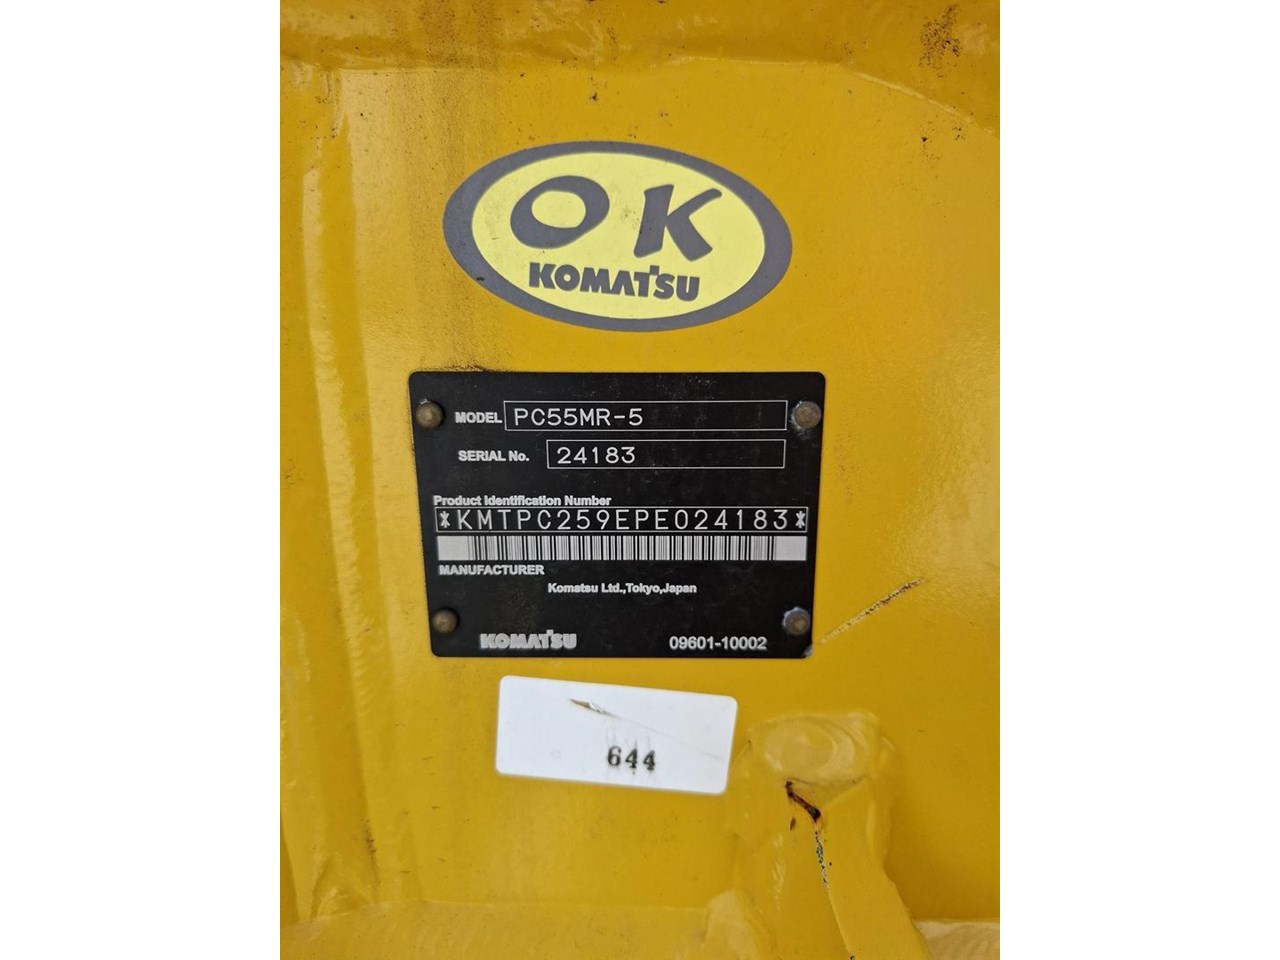 OK
KOMATSU
MODEL PC55MR-5
SERIAL No. 24183
Product Identification Number
*KMTPC259EPE024183*
MANUFACTURER
Komatsu Ltd.,Tokyo,Japan
KOMATSU 09601-10002
644